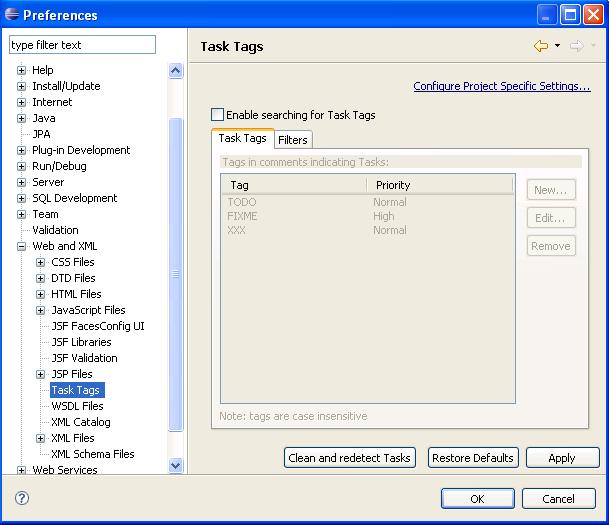 Preferences
type filter text
Help
Install/Update
Internet
Java
JPA
Plug-in Development
Run/Debug
Server
SQL Development
Team
Validation
Web and XML
CSS Files
DTD Files
HTML Files
JavaScript Files
JSF FacesConfig UI
JSF Libraries
JSF Validation
JSP Files
Task Tags
WSDL Files
XML Catalog
XML Files
XML Schema Files
Web Services
Task Tags
Configure Project Specific Settings...
Enable searching for Task Tags
Task Tags Filters
Tags in comments indicating Tasks:
Tag Priority
TODO Normal
FIXME High
XXX Normal
New...
Edit...
Remove
Note: tags are case insensitive
Clean and redetect Tasks Restore Defaults Apply
? OK Cancel